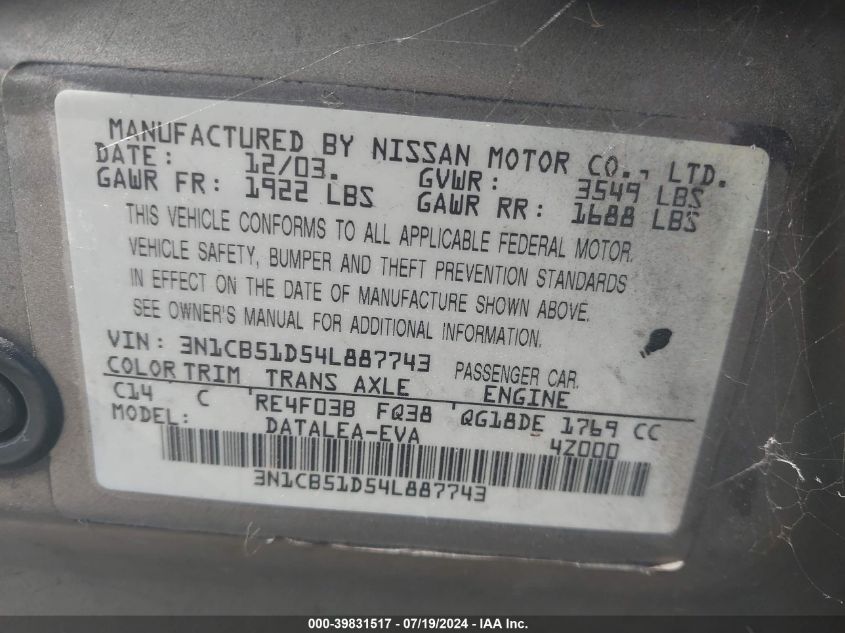 MANUFACTURED BY NISSAN MOTOR CO., LTD.
DATE: 12/03. GVWR: 3549 LBS
GAWR FR: 1922 LBS GAWR RR: 1688 LBS
THIS VEHICLE CONFORMS TO ALL APPLICABLE FEDERAL MOTOR
VEHICLE SAFETY, BUMPER AND THEFT PREVENTION STANDARDS
IN EFFECT ON THE DATE OF MANUFACTURE SHOWN ABOVE.
SEE OWNER'S MANUAL FOR ADDITIONAL INFORMATION.
VIN: 3N1CB51D54L887743 PASSENGER CAR.
COLOR TRIM TRANS AXLE ENGINE
C14 C RE4F03B FQ38 QG18DE 1769 CC
MODEL: DATALEA-EVA 4Z000
3N1CB51D54L887743
000-39831517 - 07/19/2024 - IAA Inc.